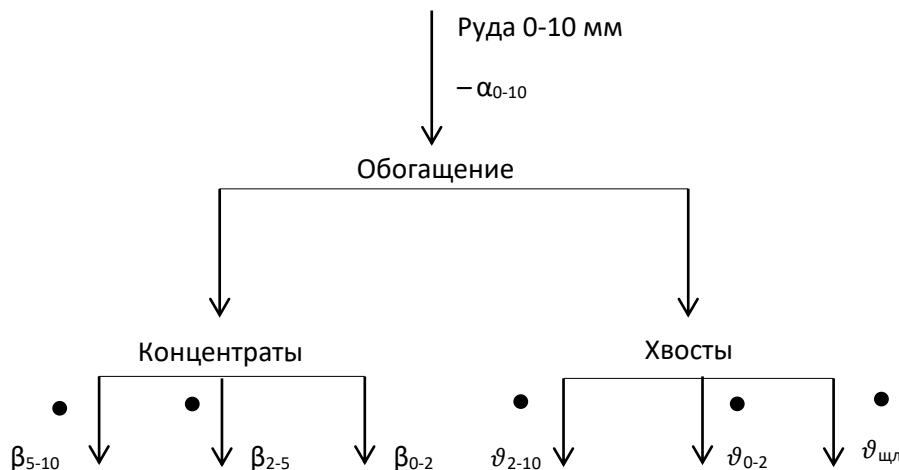 Руда 0-10 мм
– α₀₋₁₀
Обогащение
Концентраты
Хвосты
β₅₋₁₀ β₂₋₅ β₀₋₂ ϑ₂₋₁₀ ϑ₀₋₂ ϑщл